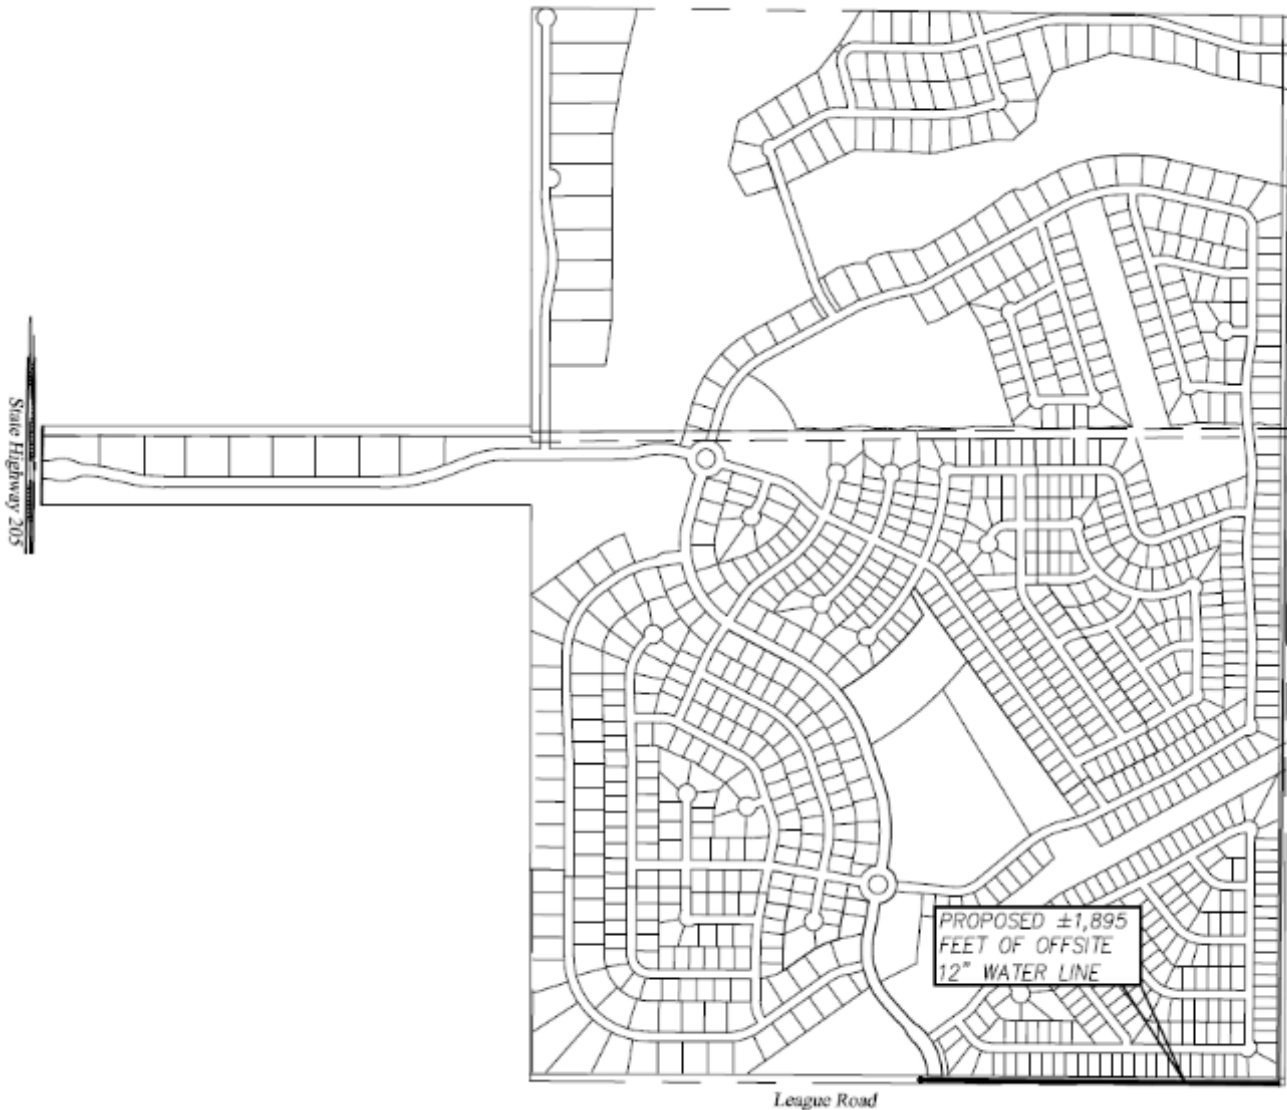 State Highway 205
PROPOSED ±1,895
FEET OF OFFSITE
12" WATER LINE
League Road